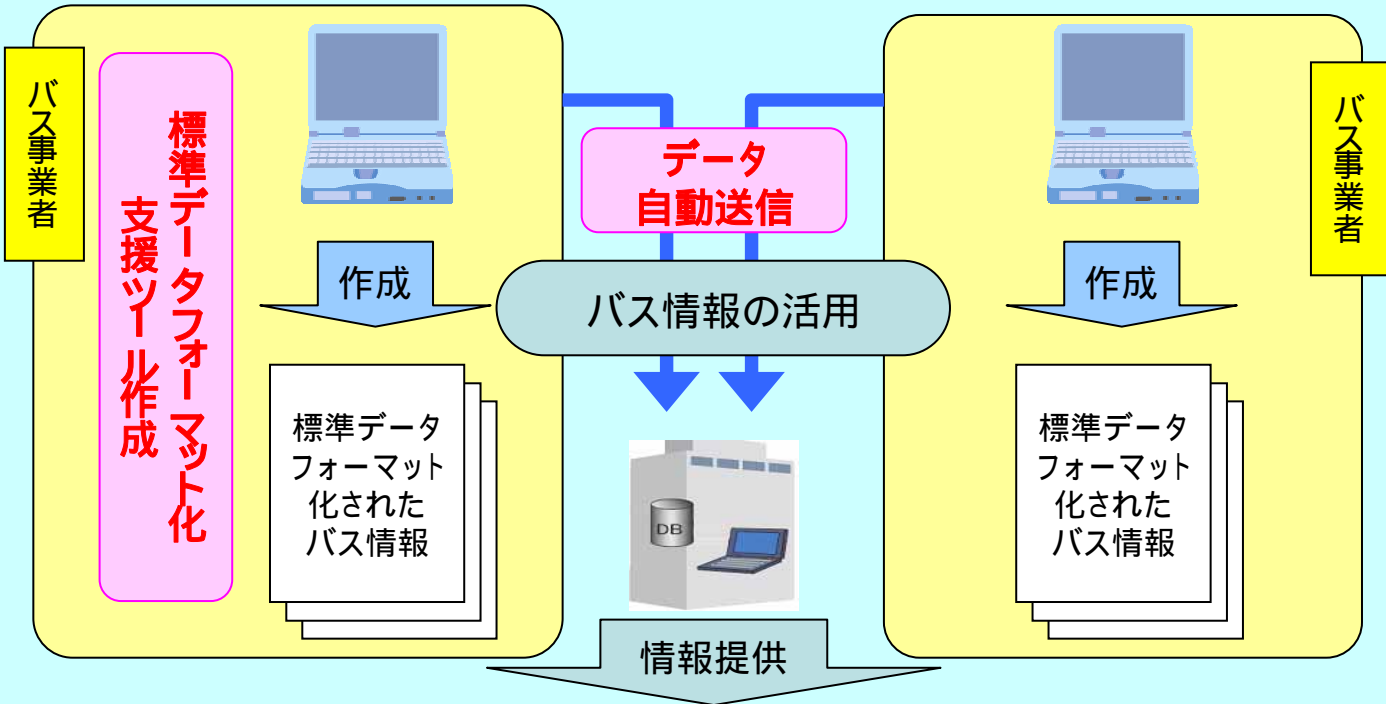 バス事業者
標準データフォーマット化
支援ツール作成
作成
標準データ
フォーマット
化された
バス情報
データ
自動送信
バス情報の活用
DB
情報提供
バス事業者
作成
標準データ
フォーマット
化された
バス情報